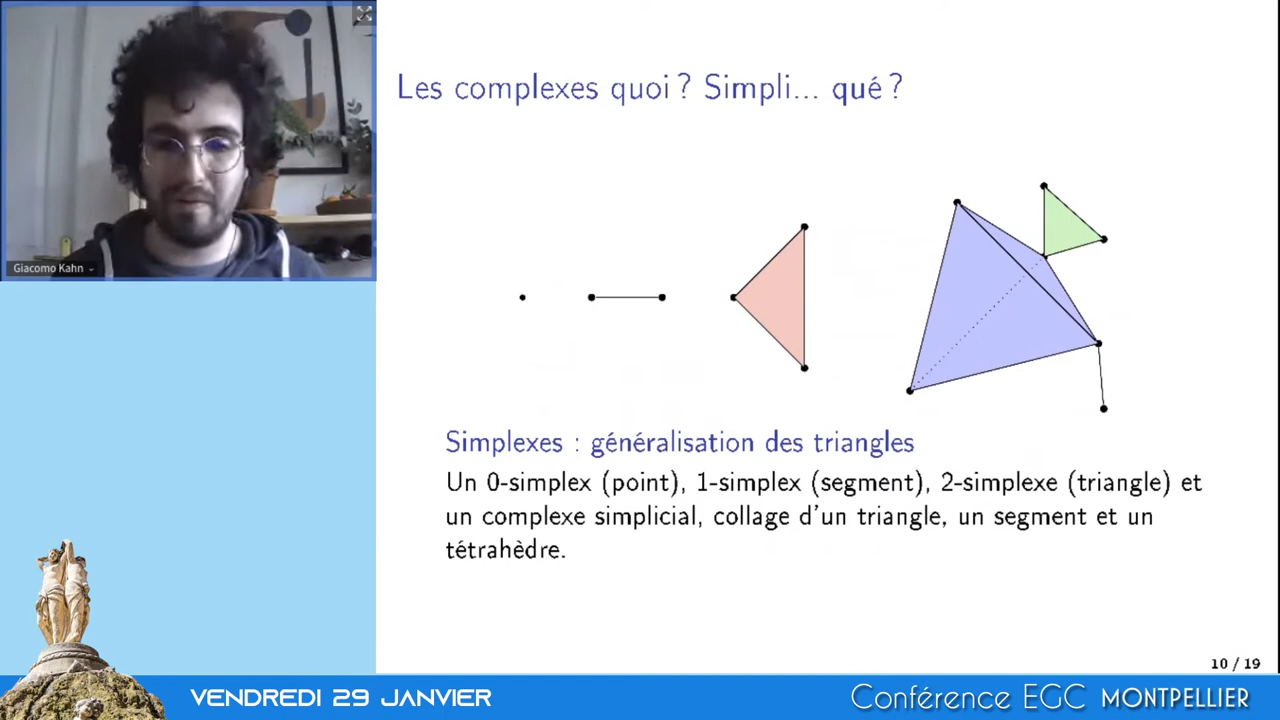 Giacomo Kahn
Les complexes quoi ? Simpli... qué ?
Simplexes : généralisation des triangles
Un 0-simplex (point), 1-simplex (segment), 2-simplexe (triangle) et
un complexe simplicial, collage d'un triangle, un segment et un
tétrahèdre.
10 / 19
VENDREDI 29 JANVIER
Conférence EGC MONTPELLIER